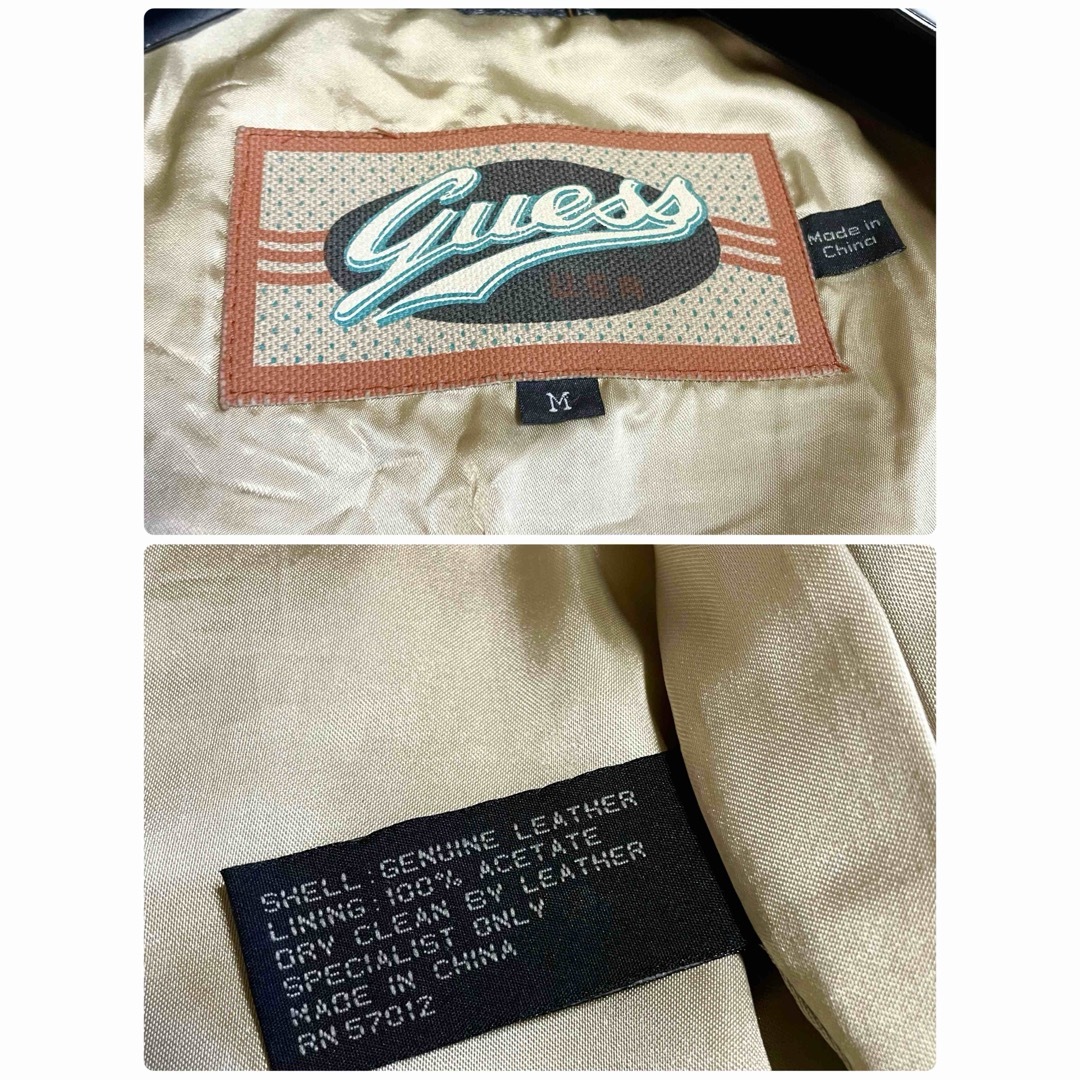 Guess
USA
Made in
China
M
SHELL: GENUINE LEATHER
LINING: 100% ACETATE
DRY CLEAN BY LEATHER
SPECIALIST ONLY
MADE IN CHINA
RN 57012